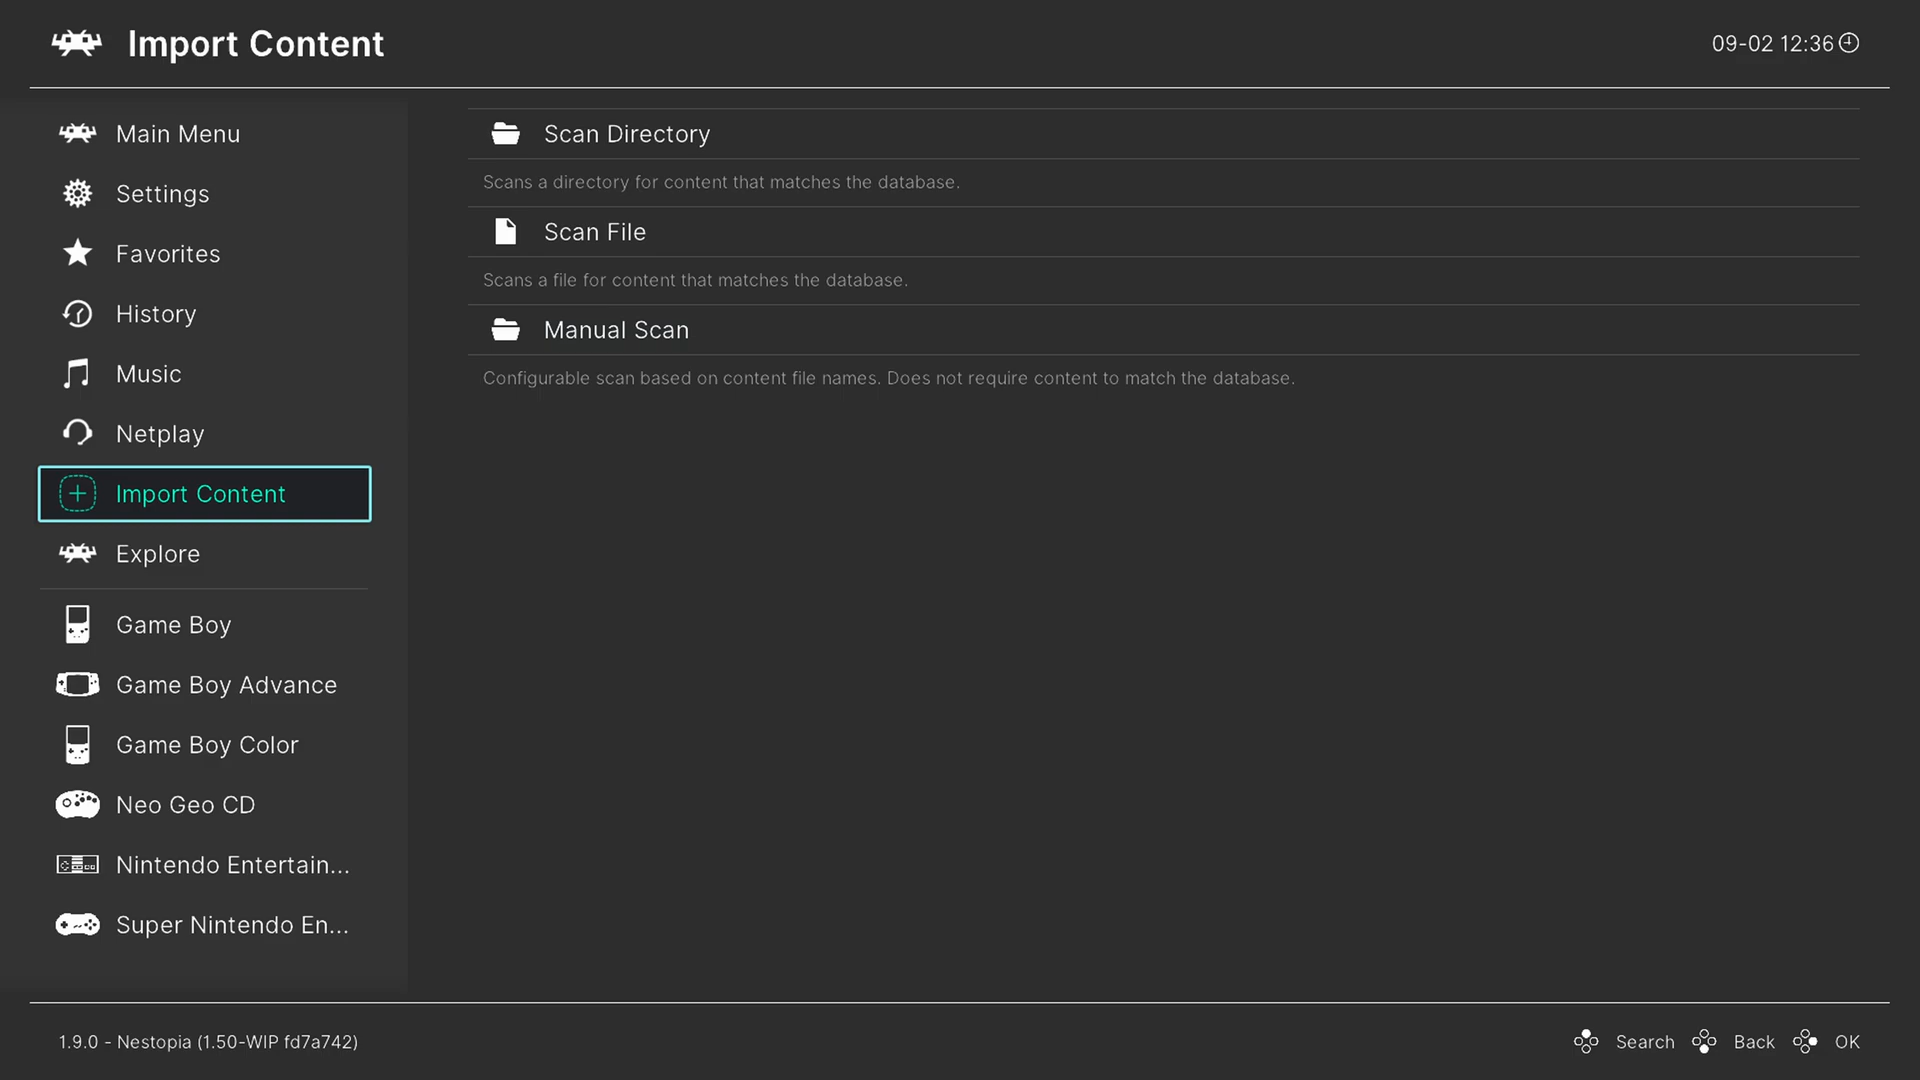 Import Content
09-02 12:36
Main Menu
Settings
Favorites
History
Music
Netplay
Import Content
Explore
Game Boy
Game Boy Advance
Game Boy Color
Neo Geo CD
Nintendo Entertain...
Super Nintendo En...
Scan Directory
Scans a directory for content that matches the database.
Scan File
Scans a file for content that matches the database.
Manual Scan
Configurable scan based on content file names. Does not require content to match the database.
1.9.0 - Nestopia (1.50-WIP fd7a742)
Search Back OK